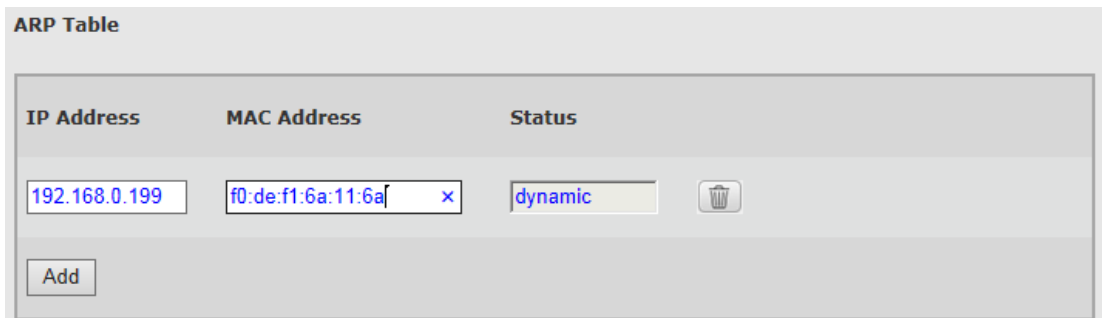 ARP Table
IP Address MAC Address Status
192.168.0.199 f0:de:f1:6a:11:6a × dynamic
Add